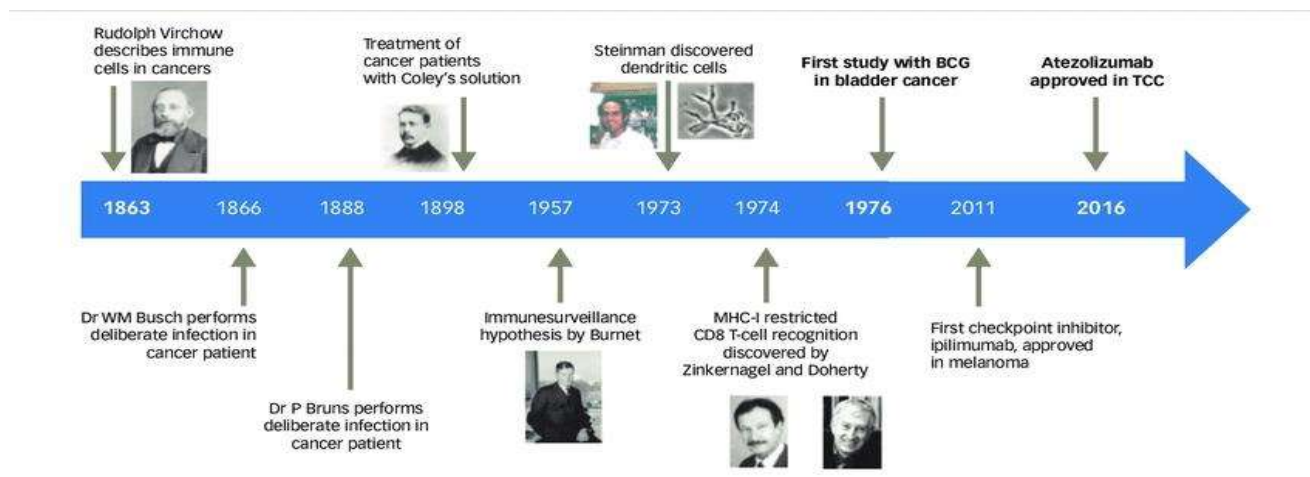 Rudolph Virchow
describes immune
cells in cancers
Treatment of
cancer patients
with Coley's solution
Steinman discovered
dendritic cells
First study with BCG
in bladder cancer
Atezolizumab
approved in TCC
1863 1866 1888 1898 1957 1973 1974 1976 2011 2016
Dr WM Busch performs
deliberate infection in
cancer patient
Dr P Bruns performs
deliberate infection in
cancer patient
Immunesurveillance
hypothesis by Burnet
MHC-I restricted
CD8 T-cell recognition
discovered by
Zinkernagel and Doherty
First checkpoint inhibitor,
ipilimumab, approved
in melanoma